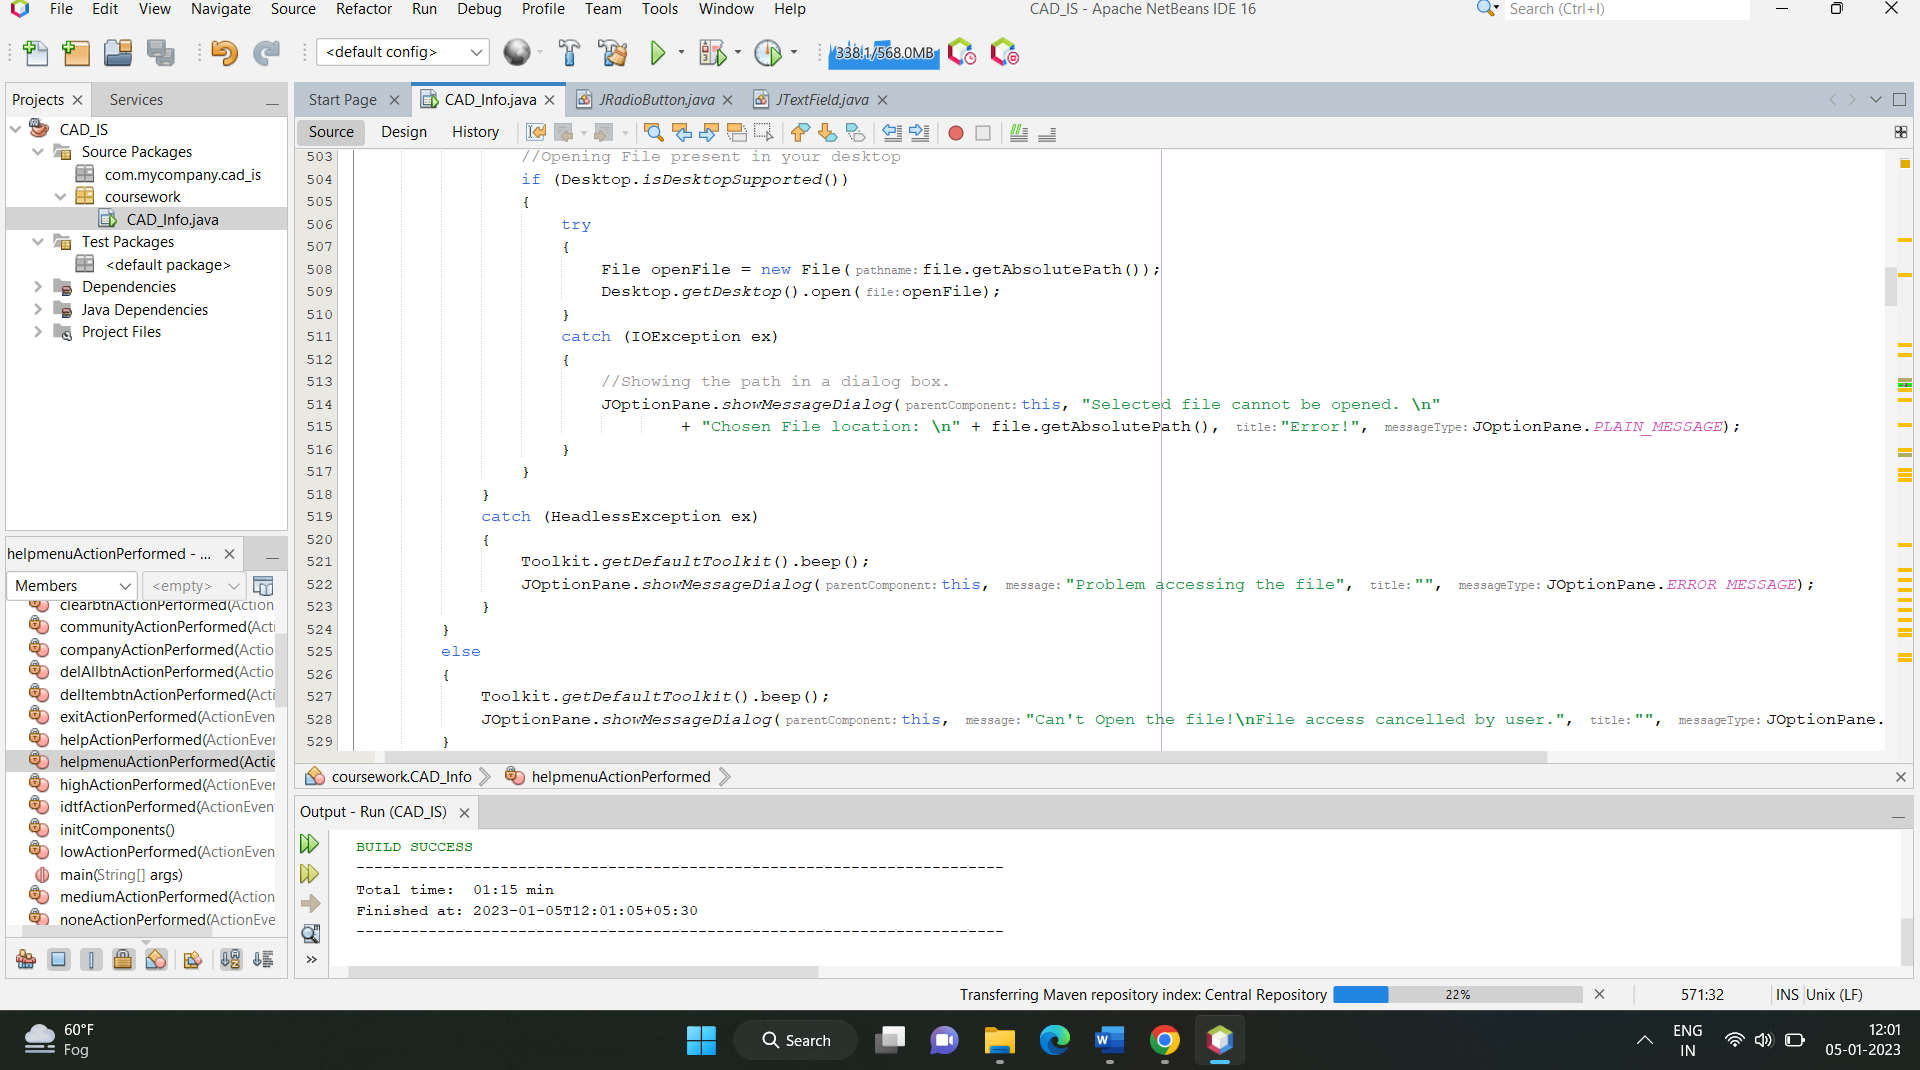 File Edit View Navigate Source Refactor Run Debug Profile Team Tools Window Help CAD_IS - Apache NetBeans IDE 16 Search (Ctrl+I)
<default config> 338.1/568.0MB
Projects Services
CAD_IS
Source Packages
com.mycompany.cad_is
coursework
CAD_Info.java
Test Packages
<default package>
Dependencies
Java Dependencies
Project Files
helpmenuActionPerformed - ...
Members <empty>
clearbtnActionPerformed(Action
communityActionPerformed(Acti
companyActionPerformed(Actio
delAllbtnActionPerformed(Actio
delItembtnActionPerformed(Acti
exitActionPerformed(ActionEven
helpActionPerformed(ActionEver
helpmenuActionPerformed(Actic
highActionPerformed(ActionEver
idtfActionPerformed(ActionEven
initComponents()
lowActionPerformed(ActionEven
main(String[] args)
mediumActionPerformed(Action
noneActionPerformed(ActionEve
Start Page CAD_Info.java JRadioButton.java JTextField.java
Source Design History
503 //Opening File present in your desktop
504 if (Desktop.isDesktopSupported())
505 {
506 try
507 {
508 File openFile = new File(pathname: file.getAbsolutePath());
509 Desktop.getDesktop().open(file: openFile);
510 }
511 catch (IOException ex)
512 {
513 //Showing the path in a dialog box.
514 JOptionPane.showMessageDialog(parentComponent: this, "Selected file cannot be opened. \n"
515 + "Chosen File location: \n" + file.getAbsolutePath(), title: "Error!", messageType: JOptionPane.PLAIN_MESSAGE);
516 }
517 }
518 }
519 catch (HeadlessException ex)
520 {
521 Toolkit.getDefaultToolkit().beep();
522 JOptionPane.showMessageDialog(parentComponent: this, message: "Problem accessing the file", title: "", messageType: JOptionPane.ERROR_MESSAGE);
523 }
524 }
525 else
526 {
527 Toolkit.getDefaultToolkit().beep();
528 JOptionPane.showMessageDialog(parentComponent: this, message: "Can't Open the file!\nFile access cancelled by user.", title: "", messageType: JOptionPane.
529 }
coursework.CAD_Info helpmenuActionPerformed
Output - Run (CAD_IS)
BUILD SUCCESS
------------------------------------------------------------------------
Total time:  01:15 min
Finished at: 2023-01-05T12:01:05+05:30
------------------------------------------------------------------------
Transferring Maven repository index: Central Repository 22% 571:32 INS Unix (LF)
60°F
Fog
Search
ENG
IN
12:01
05-01-2023